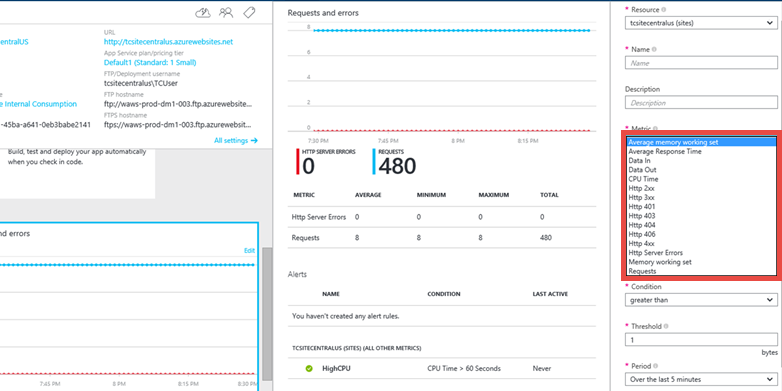 entralUS
e
e Internal Consumption
-45ba-a641-0eb3babe2141
URL
http://tcsitecentralus.azurewebsites.net
App Service plan/pricing tier
Default1 (Standard: 1 Small)
FTP/Deployment username
tcsitecentralus\TCUser
FTP hostname
ftp://waws-prod-dm1-003.ftp.azurewebsite...
FTPS hostname
ftps://waws-prod-dm1-003.ftp.azurewebsit...
All settings →
Build, test and deploy your app automatically
when you check in code.
nd errors
Edit
7:45 PM 8 PM 8:15 PM 8:30 PM
Requests and errors
8
6
4
2
0
7:30 PM 7:45 PM 8 PM 8:15 PM
HTTP SERVER ERRORS REQUESTS
0 480
METRIC AVERAGE MINIMUM MAXIMUM TOTAL
Http Server Errors 0 0 0 0
Requests 8 8 8 480
Alerts
NAME CONDITION LAST ACTIVE
You haven't created any alert rules.
TCSITECENTRALUS (SITES) (ALL OTHER METRICS)
HighCPU CPU Time > 60 Seconds Never
* Resource
tcsitecentralus (sites)
* Name
Name
Description
Description
* Metric
Average memory working set
Average Response Time
Data In
Data Out
CPU Time
Http 2xx
Http 3xx
Http 401
Http 403
Http 404
Http 406
Http 4xx
Http Server Errors
Memory working set
Requests
* Condition
greater than
* Threshold
1
bytes
* Period
Over the last 5 minutes